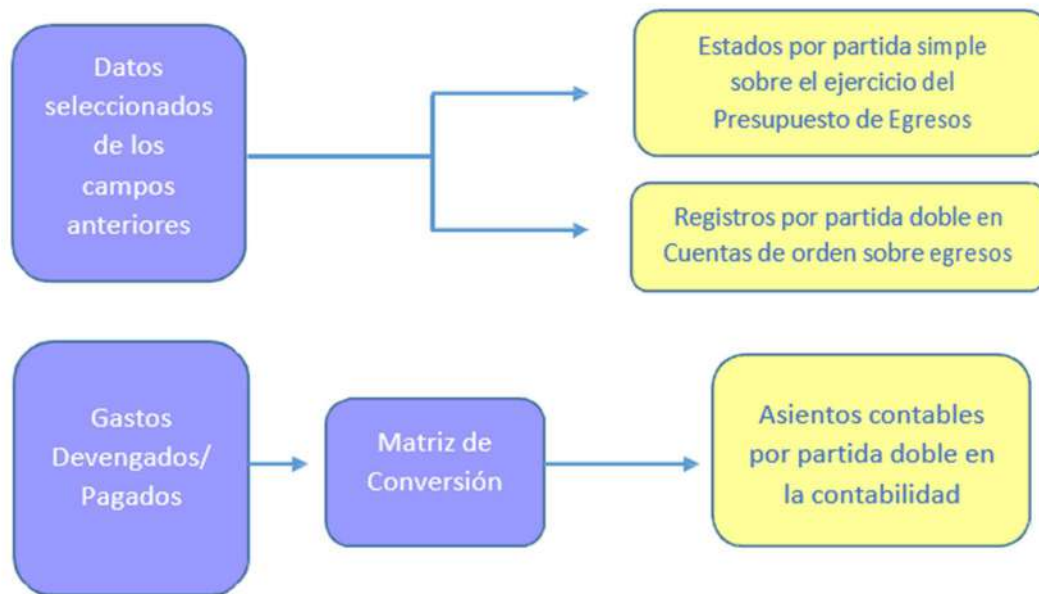 Datos
seleccionados
de los
campos
anteriores
Estados por partida simple
sobre el ejercicio del
Presupuesto de Egresos
Registros por partida doble en
Cuentas de orden sobre egresos
Gastos
Devengados/
Pagados
Matriz de
Conversión
Asientos contables
por partida doble en
la contabilidad